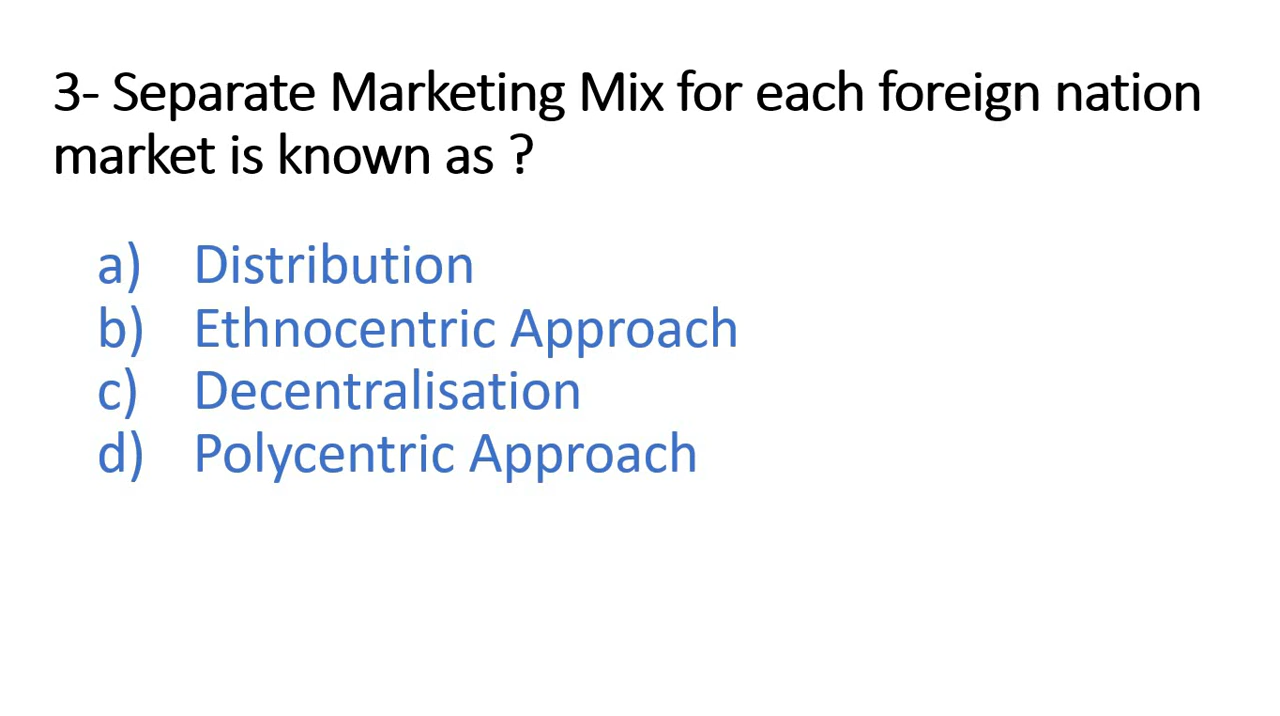 3- Separate Marketing Mix for each foreign nation
market is known as ?
a) Distribution
b) Ethnocentric Approach
c) Decentralisation
d) Polycentric Approach